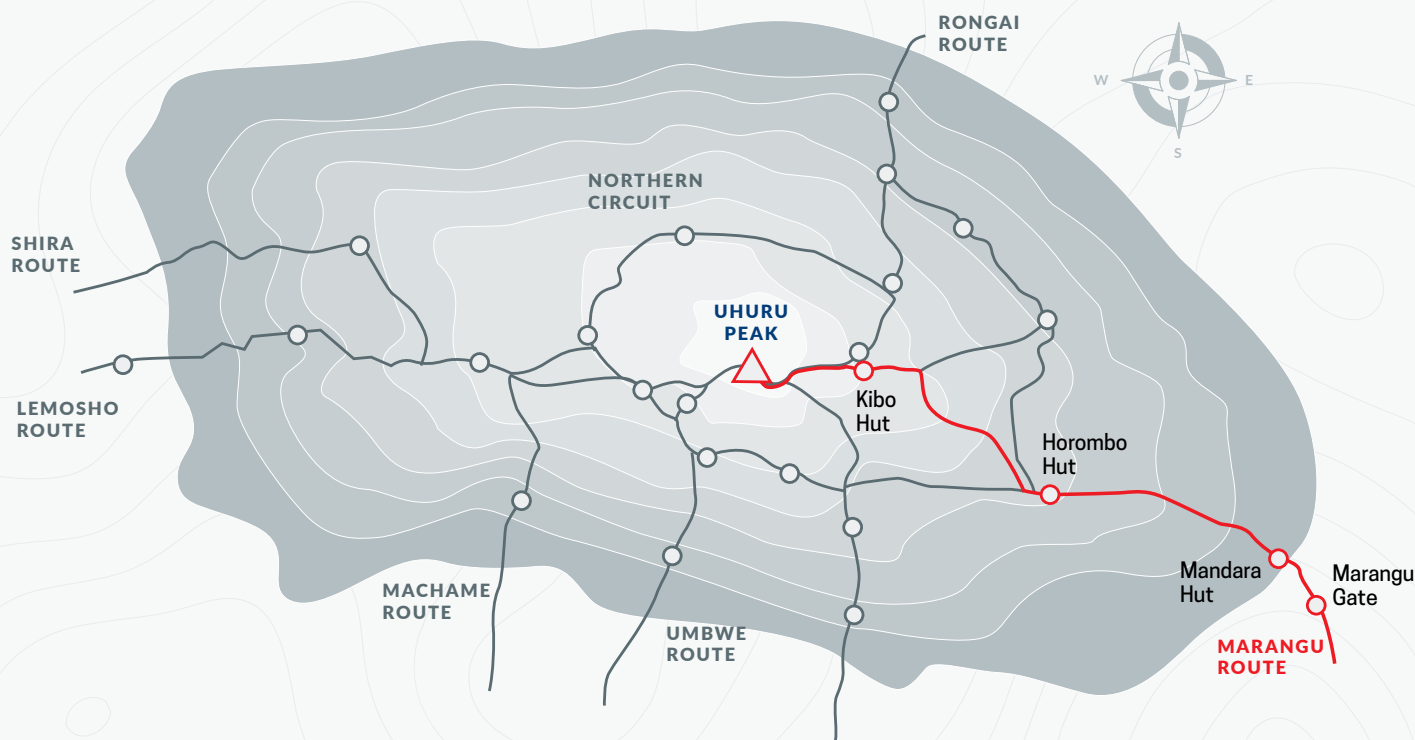 RONGAI
ROUTE
W
E
S
NORTHERN
CIRCUIT
SHIRA
ROUTE
UHURU
PEAK
LEMOSHO
ROUTE
Kibo
Hut
Horombo
Hut
MACHAME
ROUTE
UMBWE
ROUTE
Mandara
Hut
Marangu
Gate
MARANGU
ROUTE